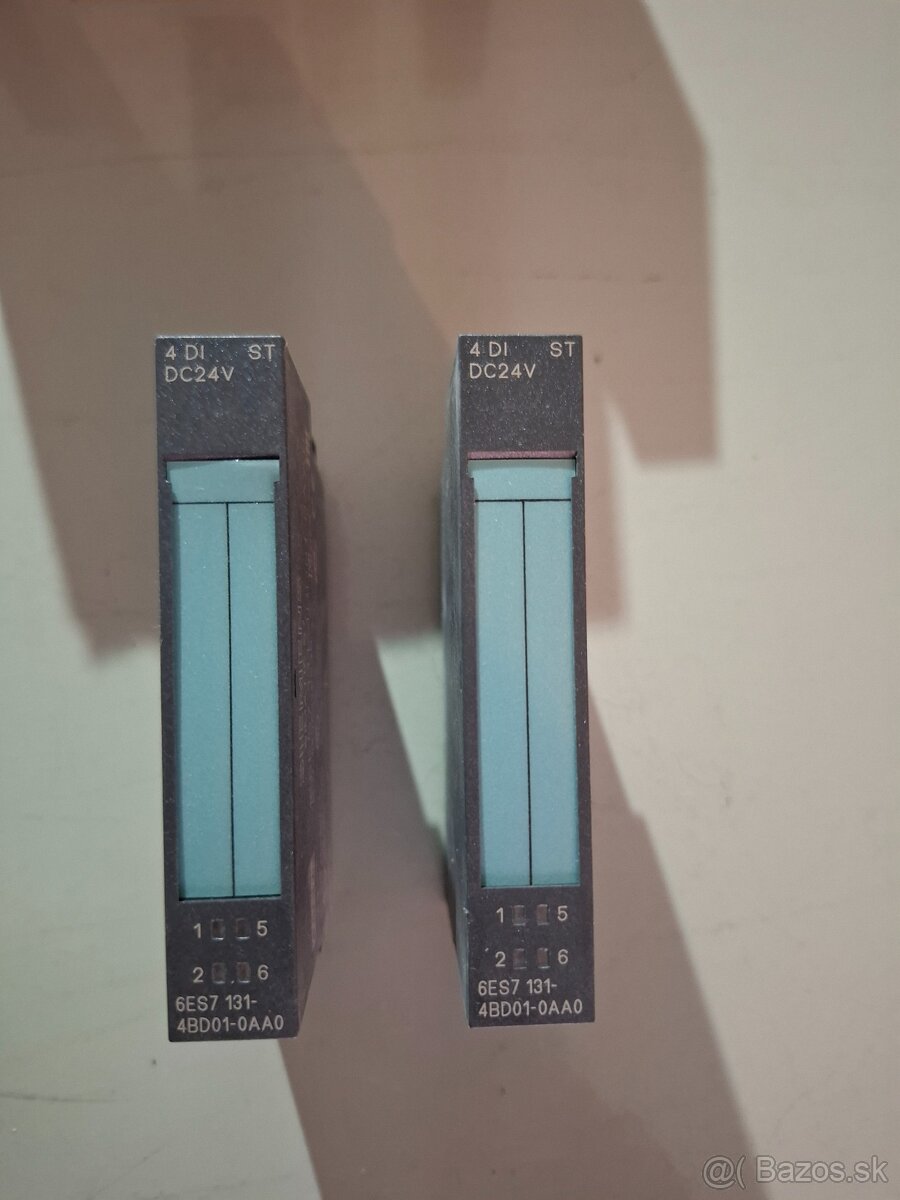 4 DI ST
DC24V
1 5
2 6
6ES7 131-
4BD01-0AA0
4 DI ST
DC24V
1 5
2 6
6ES7 131-
4BD01-0AA0
@( Bazos.sk